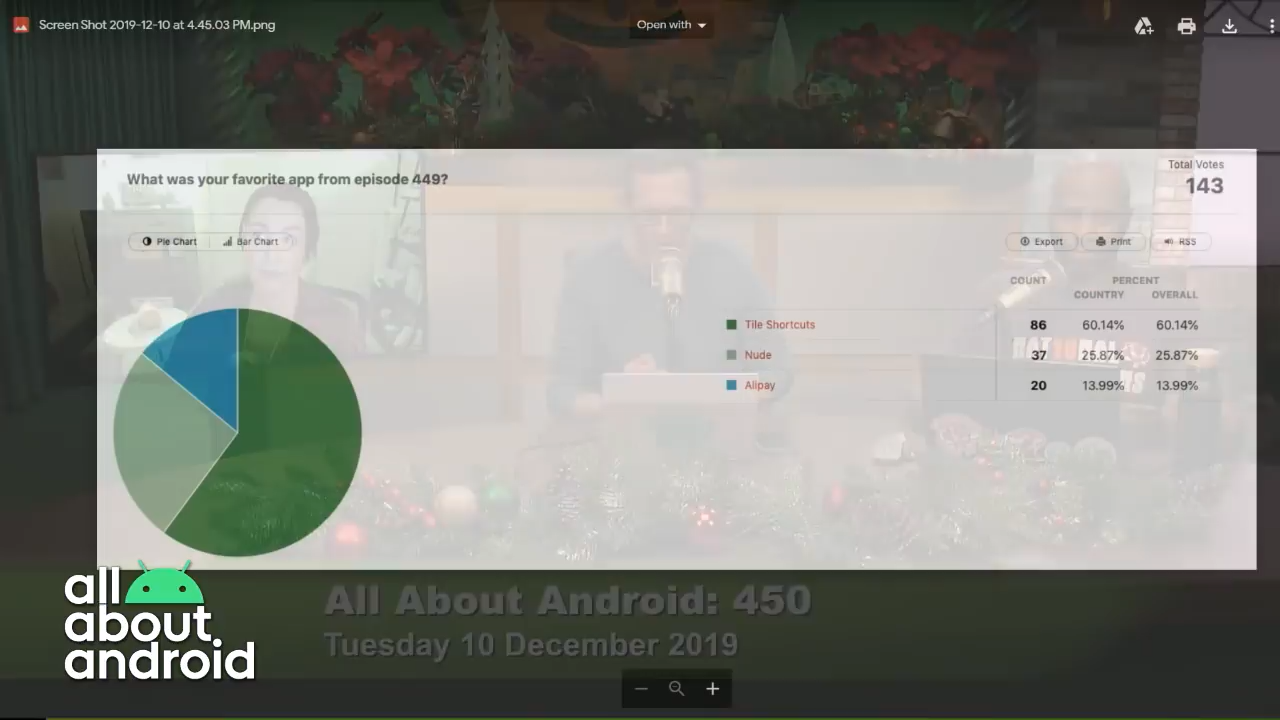 Screen Shot 2019-12-10 at 4.45.03 PM.png
Open with
What was your favorite app from episode 449?
Total Votes
143
Pie Chart
Bar Chart
Export
Print
RSS
COUNT
PERCENT
COUNTRY
OVERALL
Tile Shortcuts
86
60.14%
60.14%
Nude
37
25.87%
25.87%
Alipay
20
13.99%
13.99%
all
about
android
All About Android: 450
Tuesday 10 December 2019